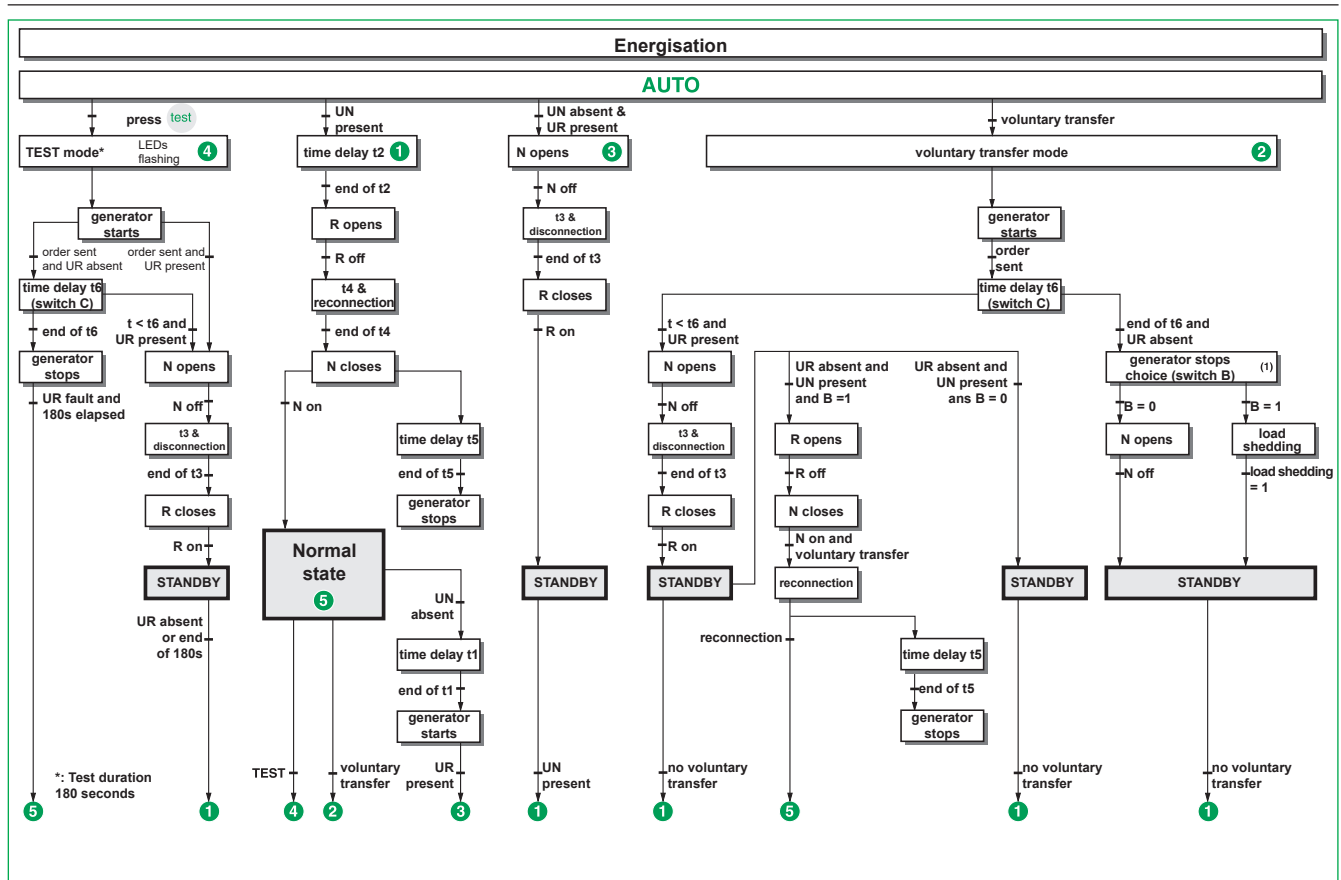 Energisation
AUTO
press test
UN
present
UN absent &
UR present
voluntary transfer
TEST mode*
LEDs
flashing
4
time delay t2
1
N opens
3
voluntary transfer mode
2
generator
starts
order sent
and UR absent
order sent and
UR present
time delay t6
(switch C)
end of t6
t < t6 and
UR present
generator
stops
UR fault and
180s elapsed
N opens
N off
t3 &
disconnection
end of t3
R closes
R on
STANDBY
UR absent
or end
of 180s
*: Test duration
180 seconds
5
1
end of t2
R opens
R off
t4 &
reconnection
end of t4
N closes
N on
time delay t5
end of t5
generator
stops
Normal
state
5
UN
absent
time delay t1
end of t1
generator
starts
TEST
voluntary
transfer
UR
present
4
2
3
N off
t3 &
disconnection
end of t3
R closes
R on
STANDBY
UN
present
1
generator
starts
order
sent
time delay t6
(switch C)
t < t6 and
UR present
N opens
N off
t3 &
disconnection
end of t3
R closes
R on
STANDBY
no voluntary
transfer
1
UR absent and
UN present
and B =1
R opens
R off
N closes
N on and
voluntary transfer
reconnection
reconnection
5
time delay t5
end of t5
generator
stops
UR absent and
UN present
ans B = 0
STANDBY
no voluntary
transfer
1
end of t6 and
UR absent
generator stops
choice (switch B)
(1)
B = 0
B = 1
N opens
load
shedding
N off
load shedding
= 1
STANDBY
no voluntary
transfer
1